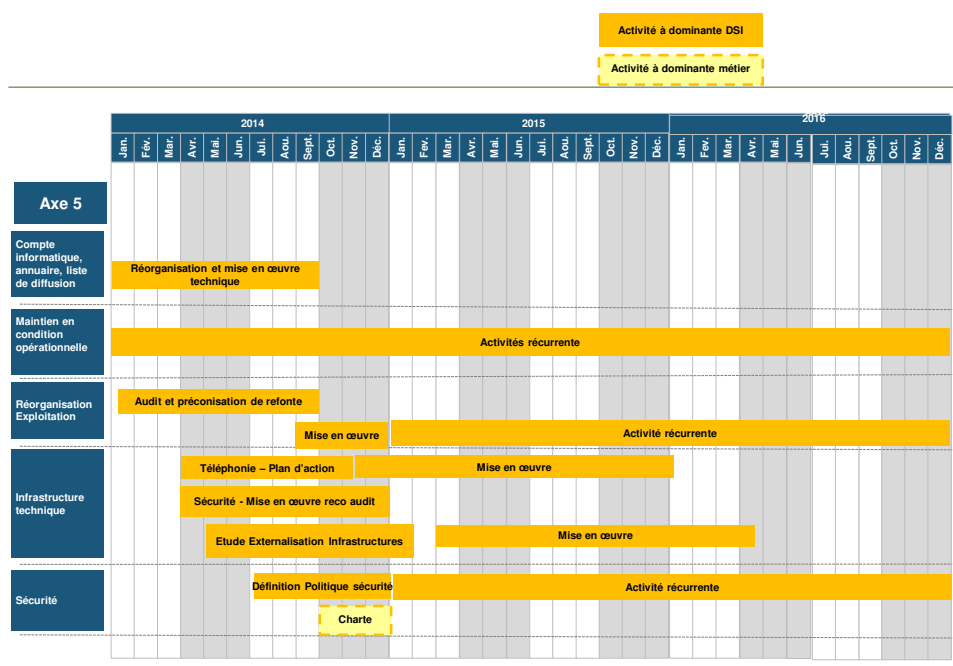 Activité à dominante DSI
Activité à dominante métier
2014 2015 2016
Jan. Fév. Mar. Avr. Mai. Jun. Jui. Aou. Sept. Oct. Nov. Déc. Jan. Fev. Mar. Avr. Mai. Jun. Jui. Aou. Sept. Oct. Nov. Déc. Jan. Fev. Mar. Avr. Mai. Jun. Jui. Aou. Sept. Oct. Nov. Déc.
Axe 5
Compte
informatique,
annuaire, liste
de diffusion
Réorganisation et mise en œuvre
technique
Maintien en
condition
opérationnelle
Activités récurrente
Réorganisation
Exploitation
Audit et préconisation de refonte
Mise en œuvre
Activité récurrente
Infrastructure
technique
Téléphonie – Plan d'action
Mise en œuvre
Sécurité - Mise en œuvre reco audit
Etude Externalisation Infrastructures
Mise en œuvre
Sécurité
Définition Politique sécurité
Activité récurrente
Charte